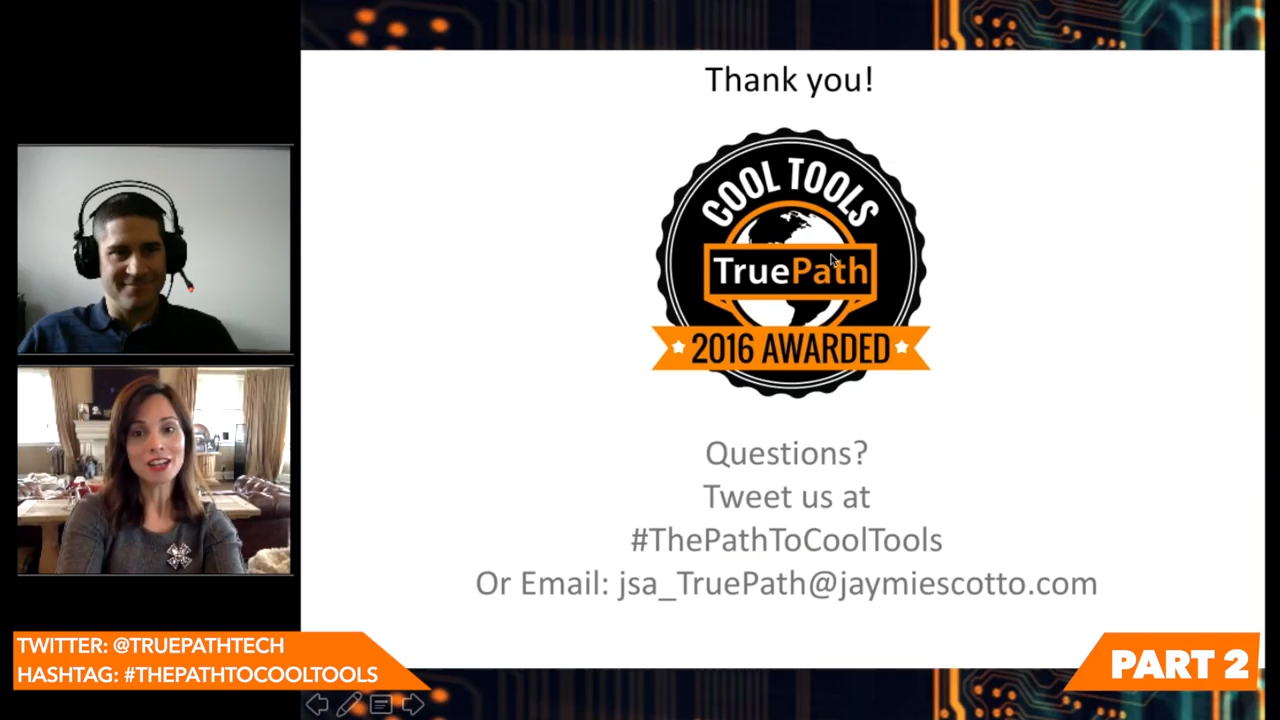 Thank you!
COOL TOOLS
TruePath
2016 AWARDED
Questions?
Tweet us at
#ThePathToCoolTools
Or Email: jsa_TruePath@jaymiescotto.com
TWITTER: @TRUEPATHTECH
HASHTAG: #THEPATHTOCOOLTOOLS
PART 2